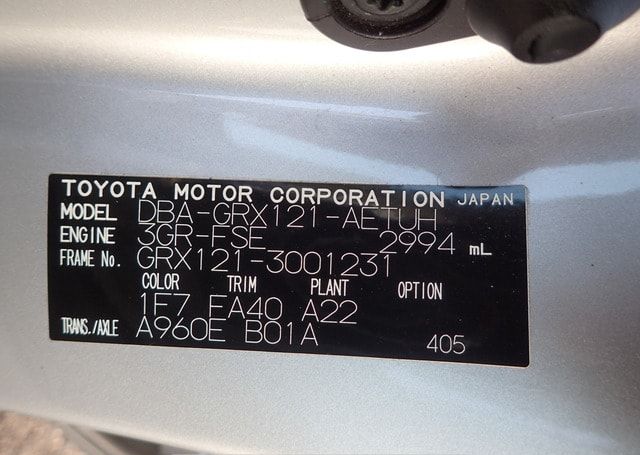 TOYOTA MOTOR CORPORATION JAPAN
MODEL DBA-GRX121-AETUH
ENGINE 3GR-FSE 2994 mL
FRAME No. GRX121-3001231
COLOR TRIM PLANT OPTION
1F7 FA40 A22
TRANS./AXLE A960E B01A
405